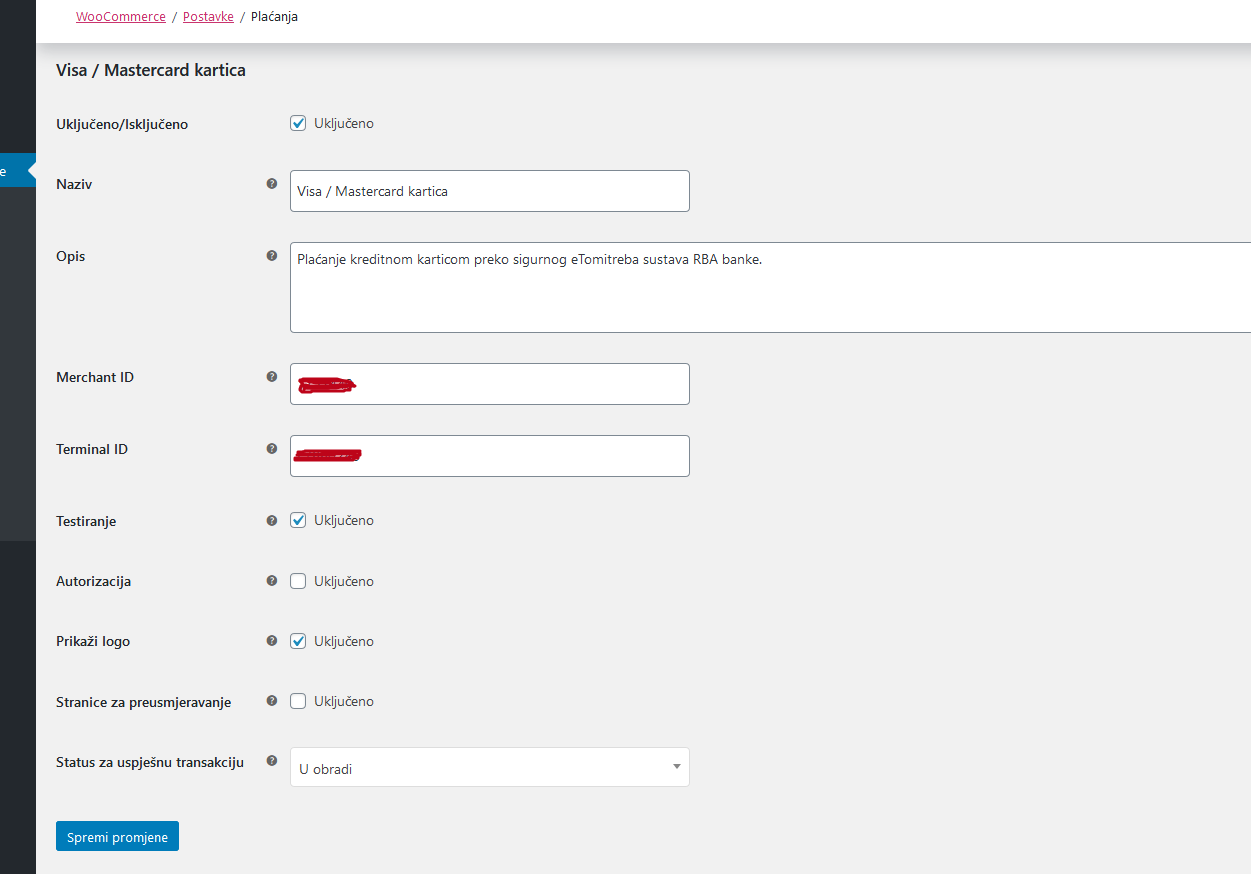 WooCommerce / Postavke / Plaćanja
Visa / Mastercard kartica
Uključeno/Isključeno
Uključeno
Naziv
Visa / Mastercard kartica
Opis
Plaćanje kreditnom karticom preko sigurnog eTomitreba sustava RBA banke.
Merchant ID
Terminal ID
Testiranje
Uključeno
Autorizacija
Uključeno
Prikaži logo
Uključeno
Stranice za preusmjeravanje
Uključeno
Status za uspješnu transakciju
U obradi
Spremi promjene